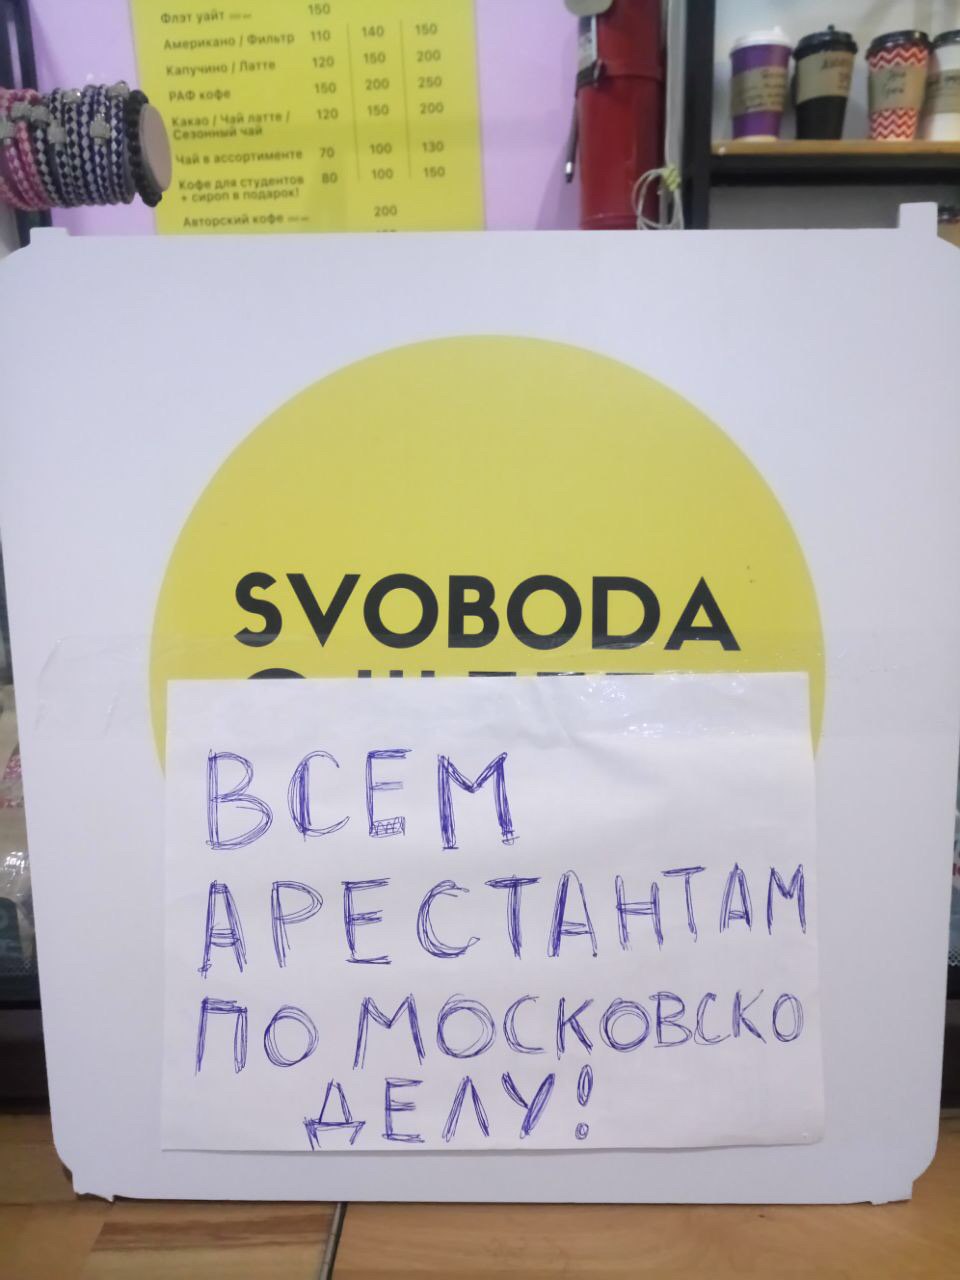 Флэт уайт 150
Американо / Фильтр 110 140 150
Капучино / Латте 120 150 200
РАФ кофе 150 200 250
Какао / Чай латте / 120 150 200
Сезонный чай
Чай в ассортименте 70 100 130
Кофе для студентов 80 100 150
+ сироп в подарок!
Авторский кофе 200
SVOBODA
ВСЕМ
АРЕСТАНТАМ
ПО МОСКОВСКО
ДЕЛУ!